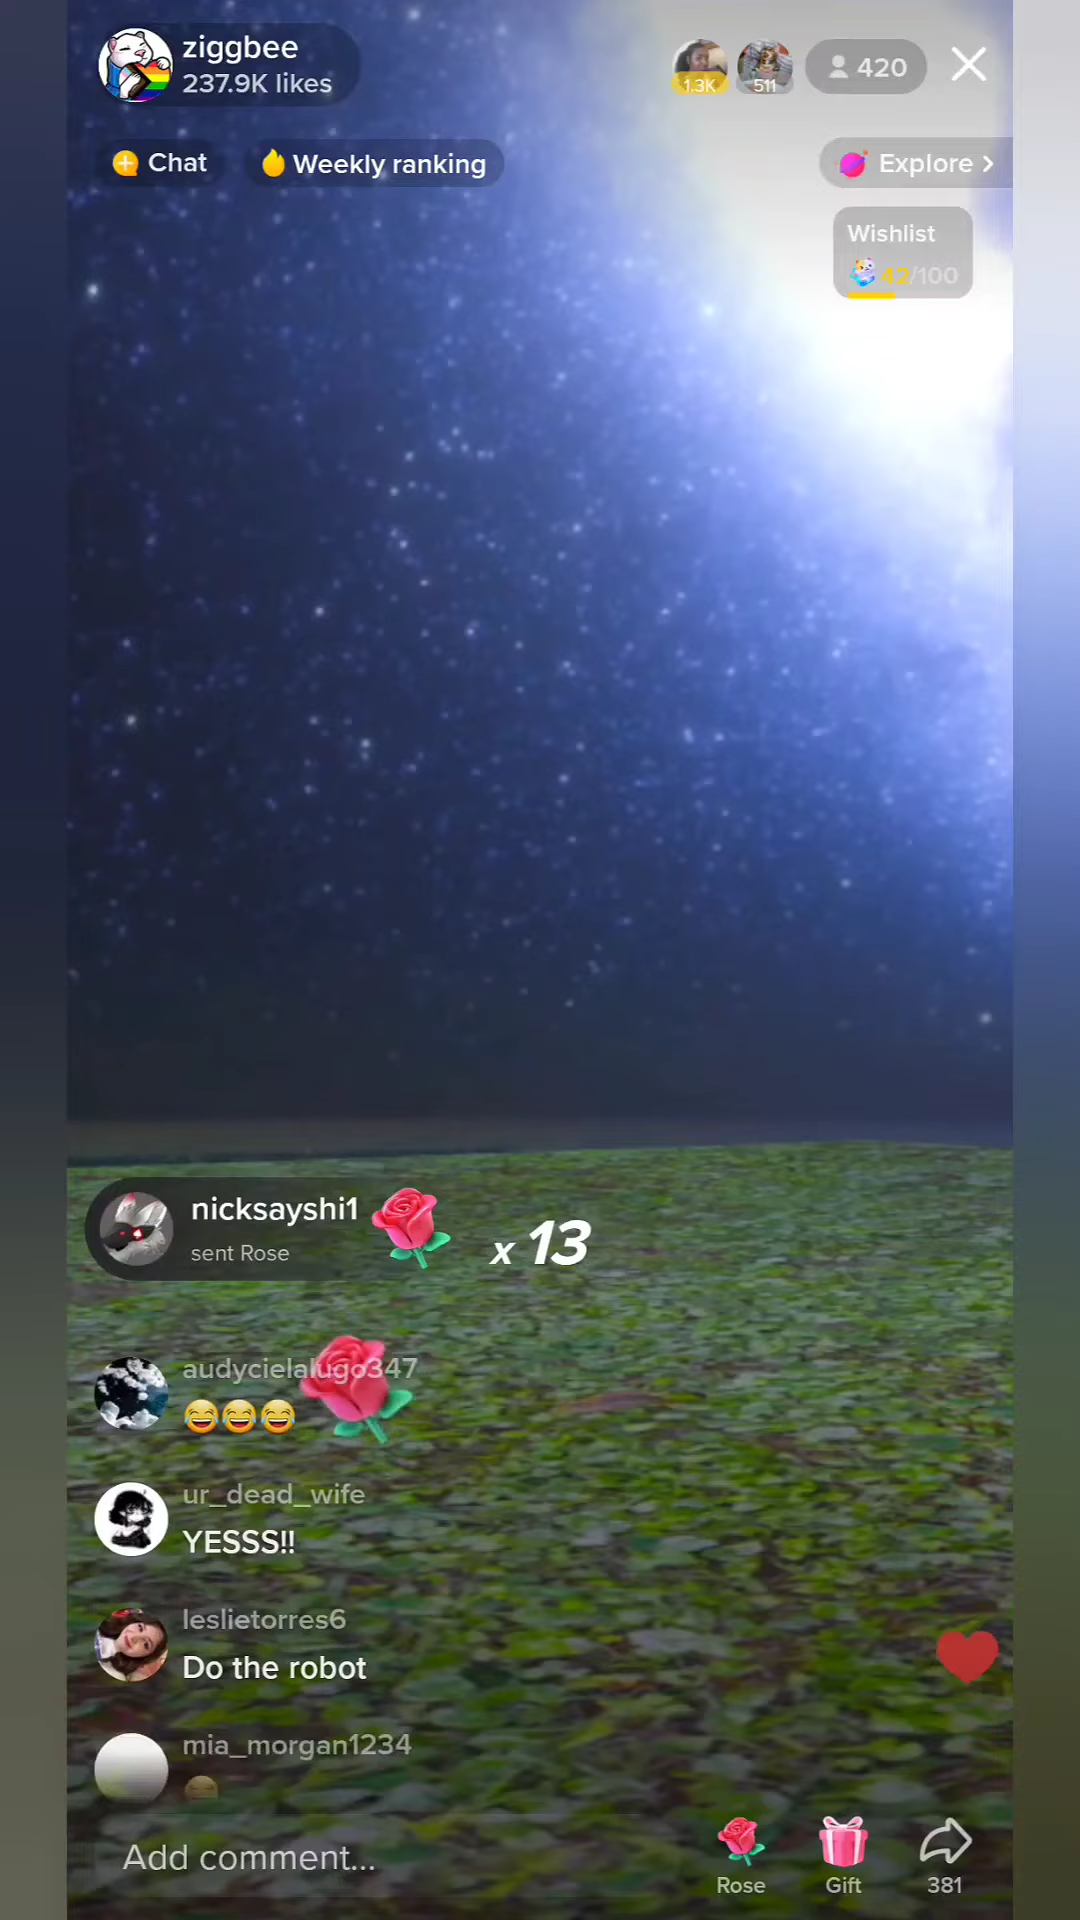 ziggbee
237.9K likes
1.3K
511
420
Chat
Weekly ranking
Explore
Wishlist
42/100
nicksayshi1
sent Rose
x 13
audycielalugo347
😂😂😂
ur_dead_wife
YESSS!!
leslietorres6
Do the robot
mia_morgan1234
Add comment...
Rose
Gift
381